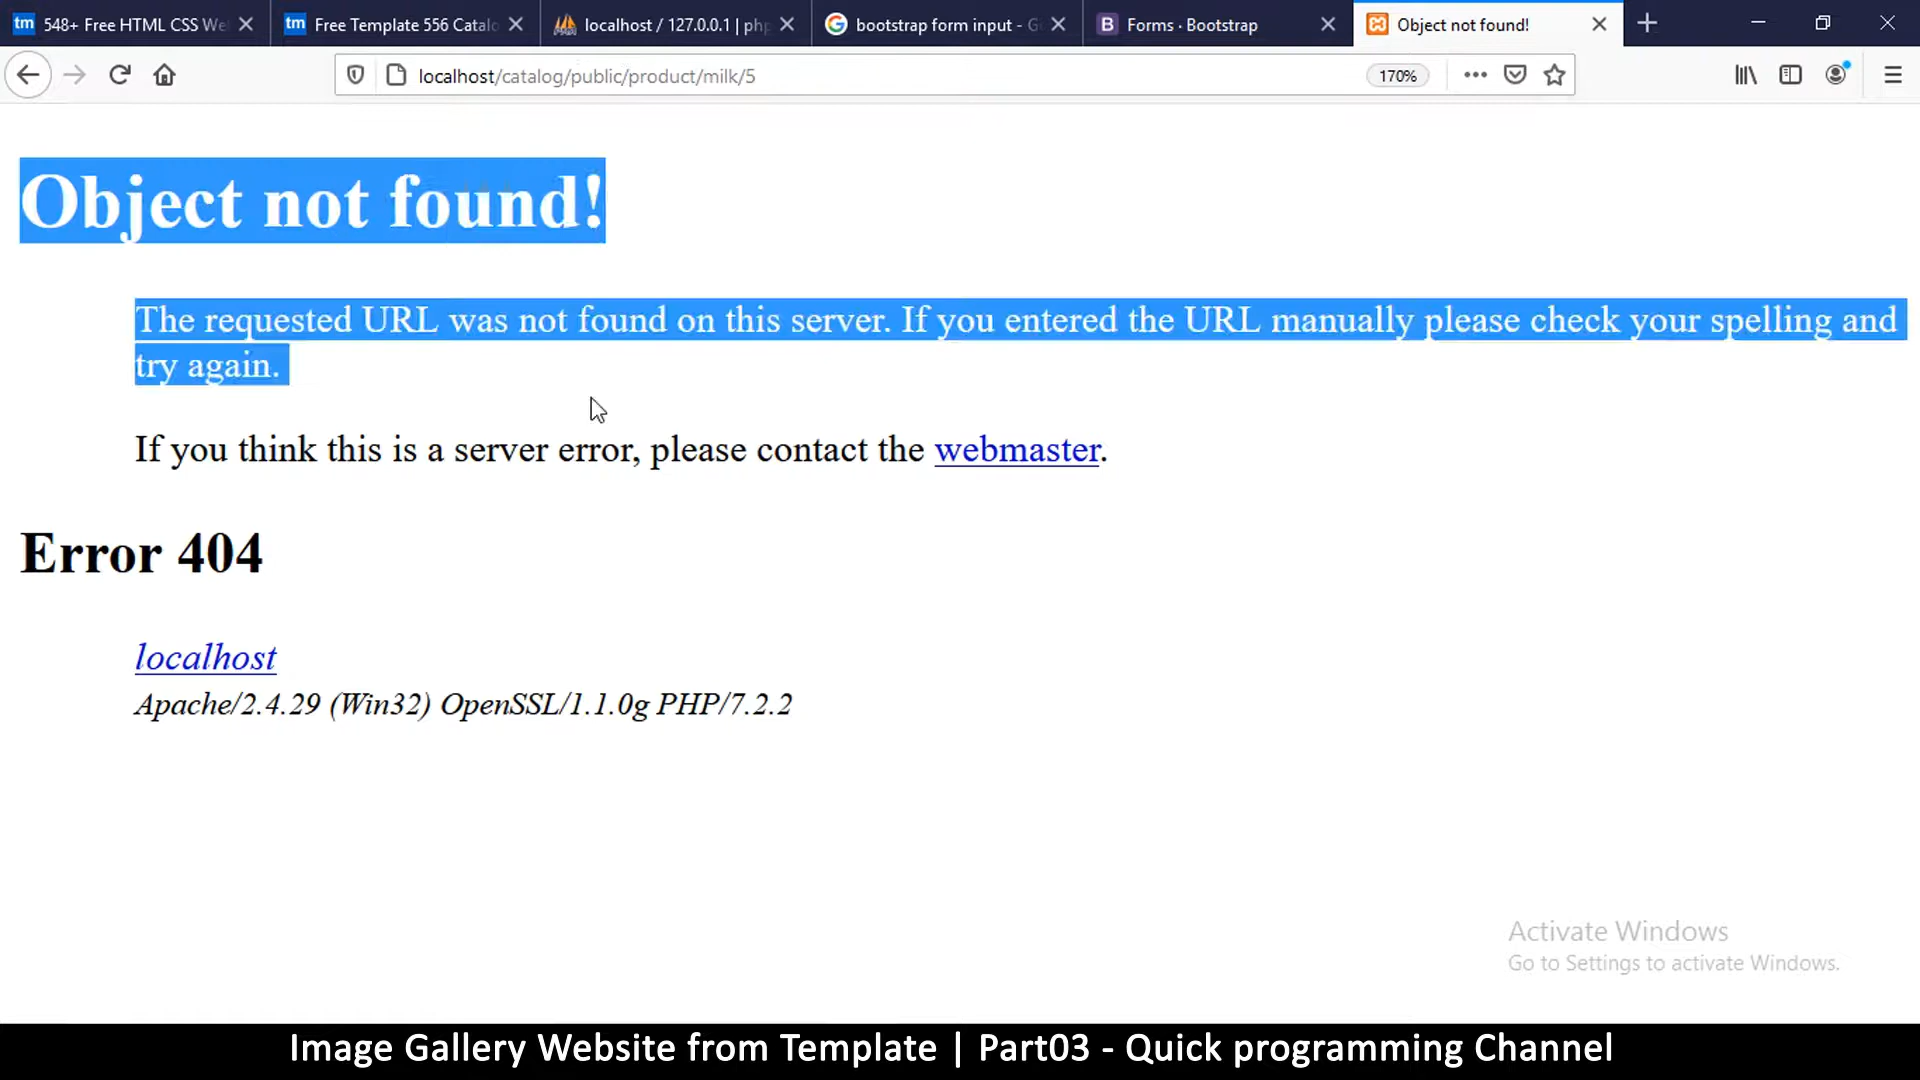 548+ Free HTML CSS We
Free Template 556 Catalo
localhost / 127.0.0.1 | php
bootstrap form input - G
Forms · Bootstrap
Object not found!
localhost/catalog/public/product/milk/5
170%
Object not found!
The requested URL was not found on this server. If you entered the URL manually please check your spelling and
try again.
If you think this is a server error, please contact the webmaster.
Error 404
localhost
Apache/2.4.29 (Win32) OpenSSL/1.1.0g PHP/7.2.2
Activate Windows
Go to Settings to activate Windows.
Image Gallery Website from Template | Part03 - Quick programming Channel